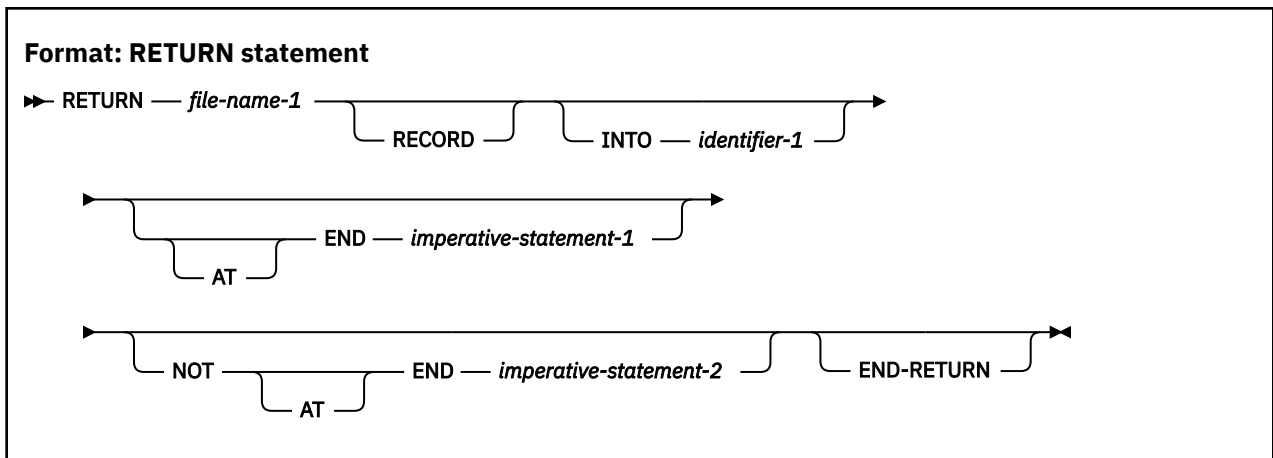 Format: RETURN statement
RETURN file-name-1
RECORD INTO identifier-1
END imperative-statement-1
AT
NOT END imperative-statement-2 END-RETURN
AT